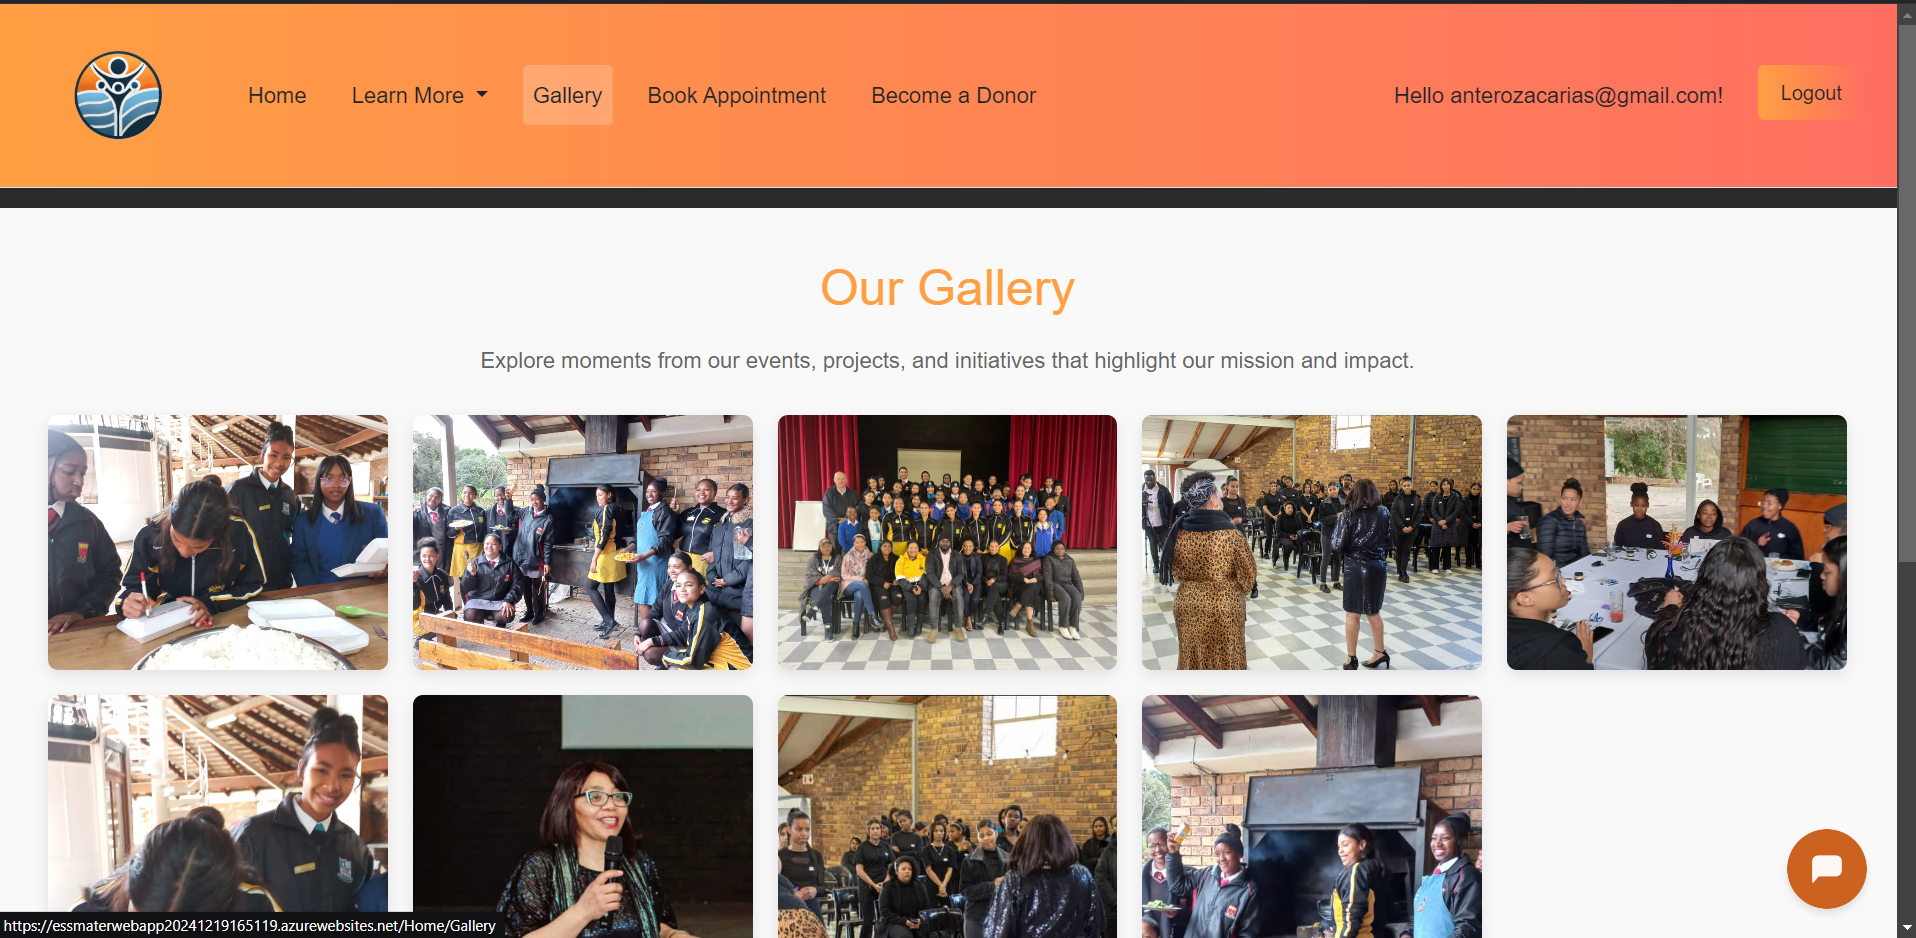 Home Learn More Gallery Book Appointment Become a Donor Hello anterozacarias@gmail.com! Logout
Our Gallery
Explore moments from our events, projects, and initiatives that highlight our mission and impact.
https://essmaterwebapp20241219165119.azurewebsites.net/Home/Gallery